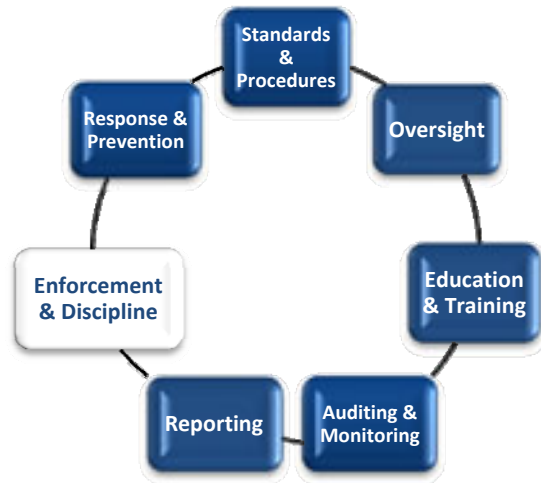 Standards
&
Procedures
Oversight
Education
& Training
Auditing &
Monitoring
Reporting
Enforcement
& Discipline
Response &
Prevention